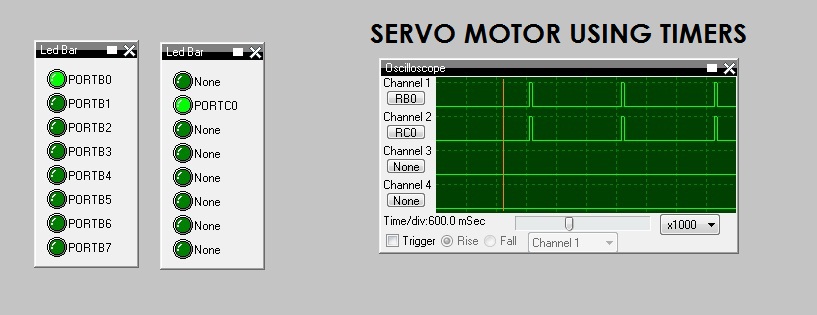 SERVO MOTOR USING TIMERS
Led Bar
PORTB0
PORTB1
PORTB2
PORTB3
PORTB4
PORTB5
PORTB6
PORTB7
Led Bar
None
PORTC0
None
None
None
None
None
None
Oscilloscope
Channel 1
RB0
Channel 2
RC0
Channel 3
None
Channel 4
None
Time/div:600.0 mSec
x1000
Trigger Rise Fall Channel 1